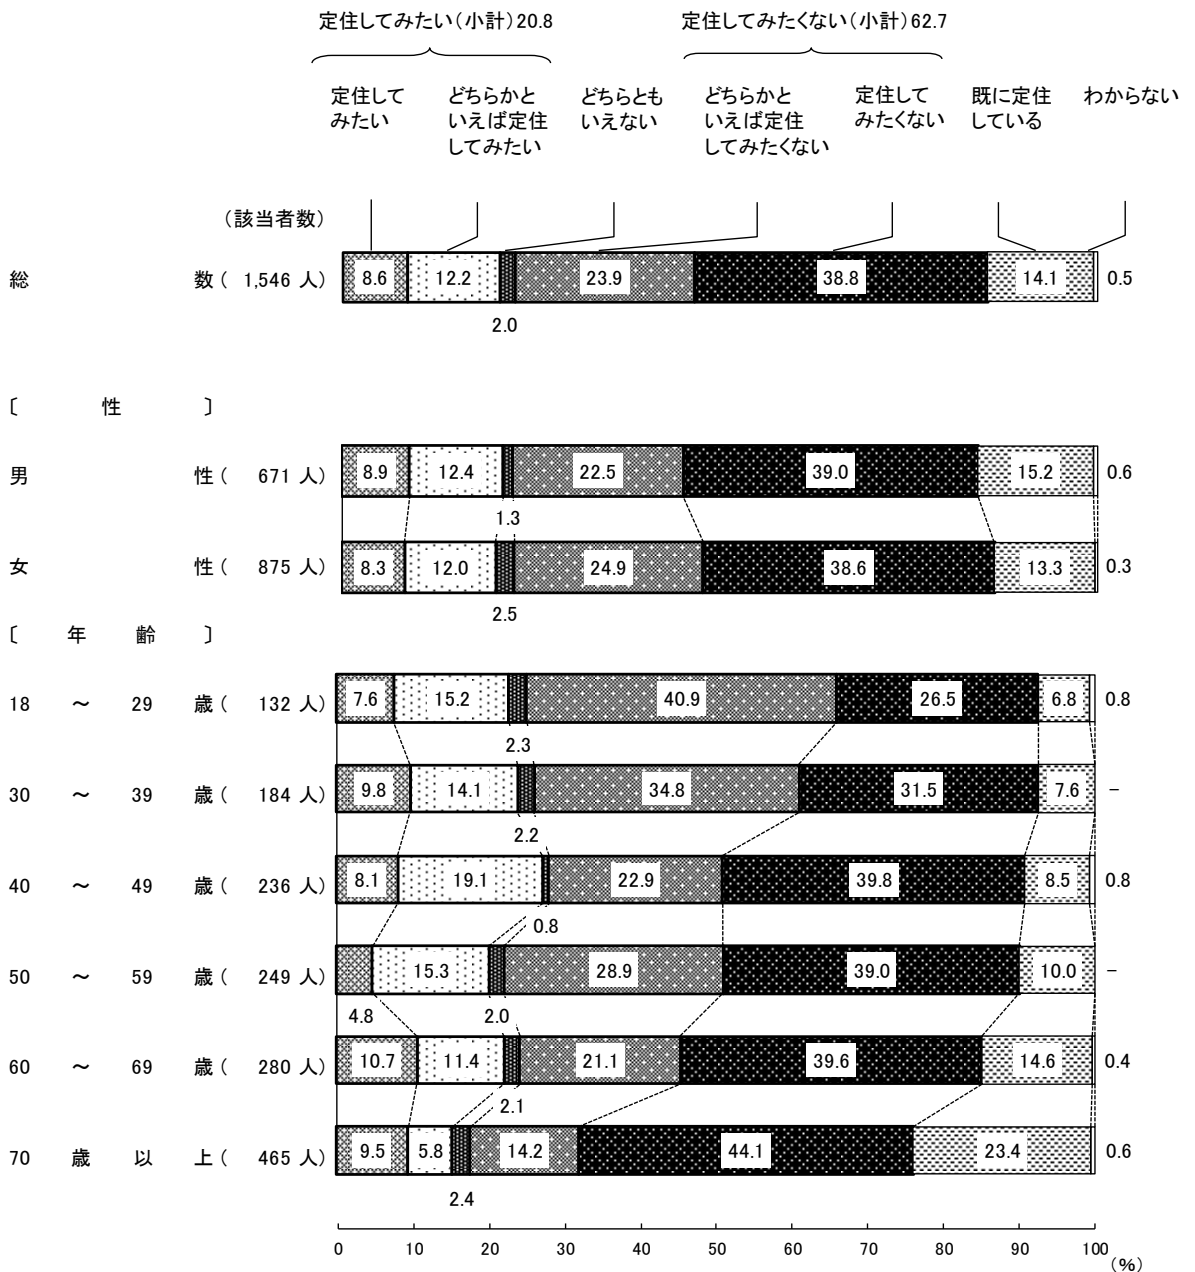 定住してみたい(小計)20.8 定住してみたくない(小計)62.7
定住して
みたい
どちらかと
いえば定住
してみたい
どちらとも
いえない
どちらかと
いえば定住
してみたくない
定住して
みたくない
既に定住
している
わからない
(該当者数)
総 数( 1,546 人) 8.6 12.2 23.9 38.8 14.1 0.5
2.0
〔 性 〕
男 性( 671 人) 8.9 12.4 22.5 39.0 15.2 0.6
1.3
女 性( 875 人) 8.3 12.0 24.9 38.6 13.3 0.3
2.5
〔 年 齢 〕
18 ～ 29 歳( 132 人) 7.6 15.2 40.9 26.5 6.8 0.8
2.3
30 ～ 39 歳( 184 人) 9.8 14.1 34.8 31.5 7.6 −
2.2
40 ～ 49 歳( 236 人) 8.1 19.1 22.9 39.8 8.5 0.8
0.8
50 ～ 59 歳( 249 人) 15.3 28.9 39.0 10.0 −
4.8 2.0
60 ～ 69 歳( 280 人) 10.7 11.4 21.1 39.6 14.6 0.4
2.1
70 歳 以 上( 465 人) 9.5 5.8 14.2 44.1 23.4 0.6
2.4
0 10 20 30 40 50 60 70 80 90 100
(%)